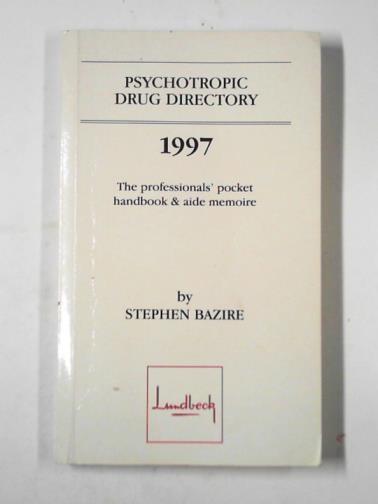 PSYCHOTROPIC
DRUG DIRECTORY
1997
The professionals' pocket
handbook & aide memoire
by
STEPHEN BAZIRE
Lundbeck